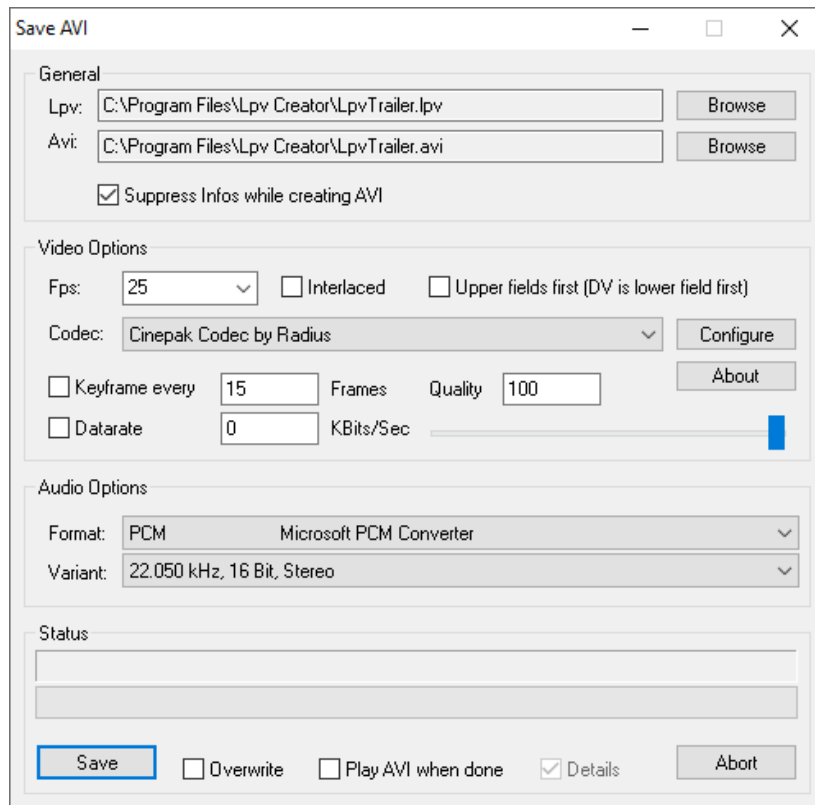 Save AVI
General
Lpv: C:\Program Files\Lpv Creator\LpvTrailer.lpv Browse
Avi: C:\Program Files\Lpv Creator\LpvTrailer.avi Browse
Suppress Infos while creating AVI
Video Options
Fps: 25 Interlaced Upper fields first (DV is lower field first)
Codec: Cinepak Codec by Radius Configure
About
Keyframe every 15 Frames Quality 100
Datarate 0 KBits/Sec
Audio Options
Format: PCM Microsoft PCM Converter
Variant: 22.050 kHz, 16 Bit, Stereo
Status
Save Overwrite Play AVI when done Details Abort